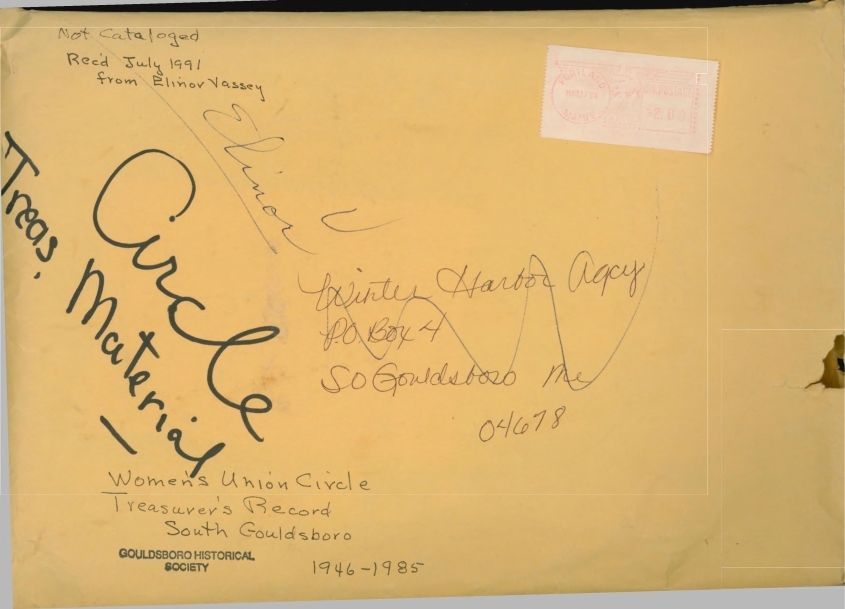 Not Cataloged
Rec'd July 1991
from Elinor Vassey
Elinor
Circle
Treas. Material
Winter Harbor Agcy
P.O Box 4
So Gouldsboro Me
04678
Women's Union Circle
Treasurer's Record
South Gouldsboro
GOULDSBORO HISTORICAL
SOCIETY
1946-1985
PORTLAND